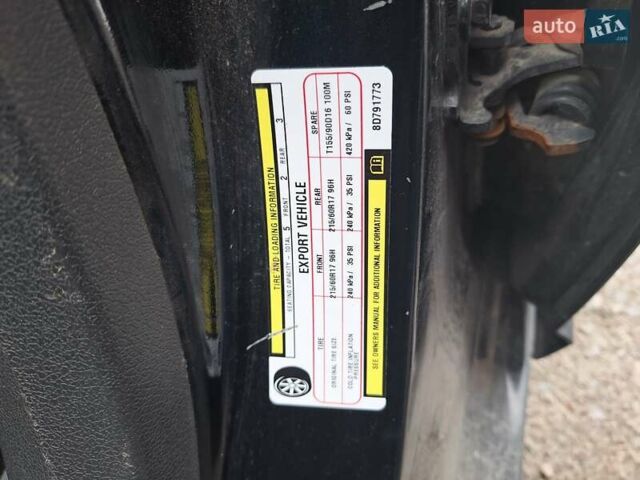 TIRE AND LOADING INFORMATION
SEATING CAPACITY - TOTAL 5 FRONT 2 REAR 3
EXPORT VEHICLE
TIRE FRONT REAR SPARE
ORIGINAL TIRE SIZE 215/60R17 96H 215/60R17 96H T155/90D16 100M
COLD TIRE INFLATION PRESSURE 240 kPa/ 35 PSI 240 kPa/ 35 PSI 420 kPa/ 60 PSI
SEE OWNERS MANUAL FOR ADDITIONAL INFORMATION
8D791773
auto RIA .com